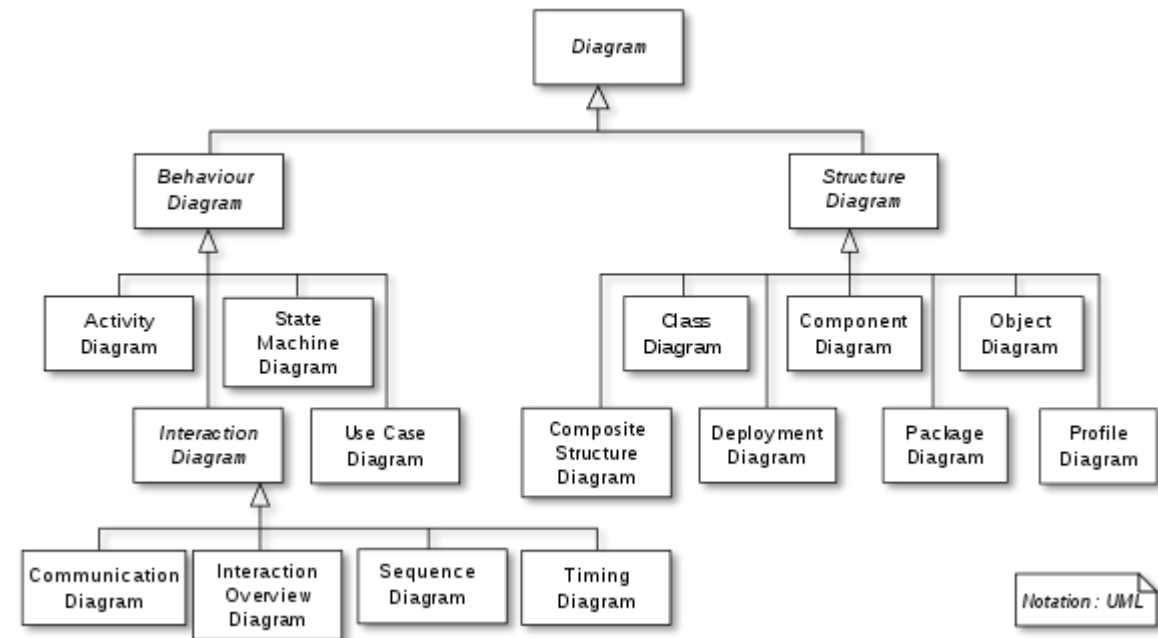 Diagram
Behaviour
Diagram
Structure
Diagram
Activity
Diagram
State
Machine
Diagram
Class
Diagram
Component
Diagram
Object
Diagram
Interaction
Diagram
Use Case
Diagram
Composite
Structure
Diagram
Deployment
Diagram
Package
Diagram
Profile
Diagram
Communication
Diagram
Interaction
Overview
Diagram
Sequence
Diagram
Timing
Diagram
Notation : UML